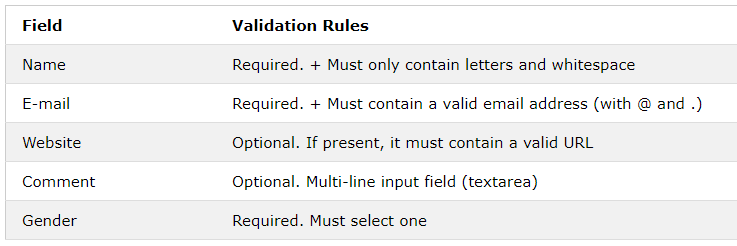 Field Validation Rules
Name Required. + Must only contain letters and whitespace
E-mail Required. + Must contain a valid email address (with @ and .)
Website Optional. If present, it must contain a valid URL
Comment Optional. Multi-line input field (textarea)
Gender Required. Must select one